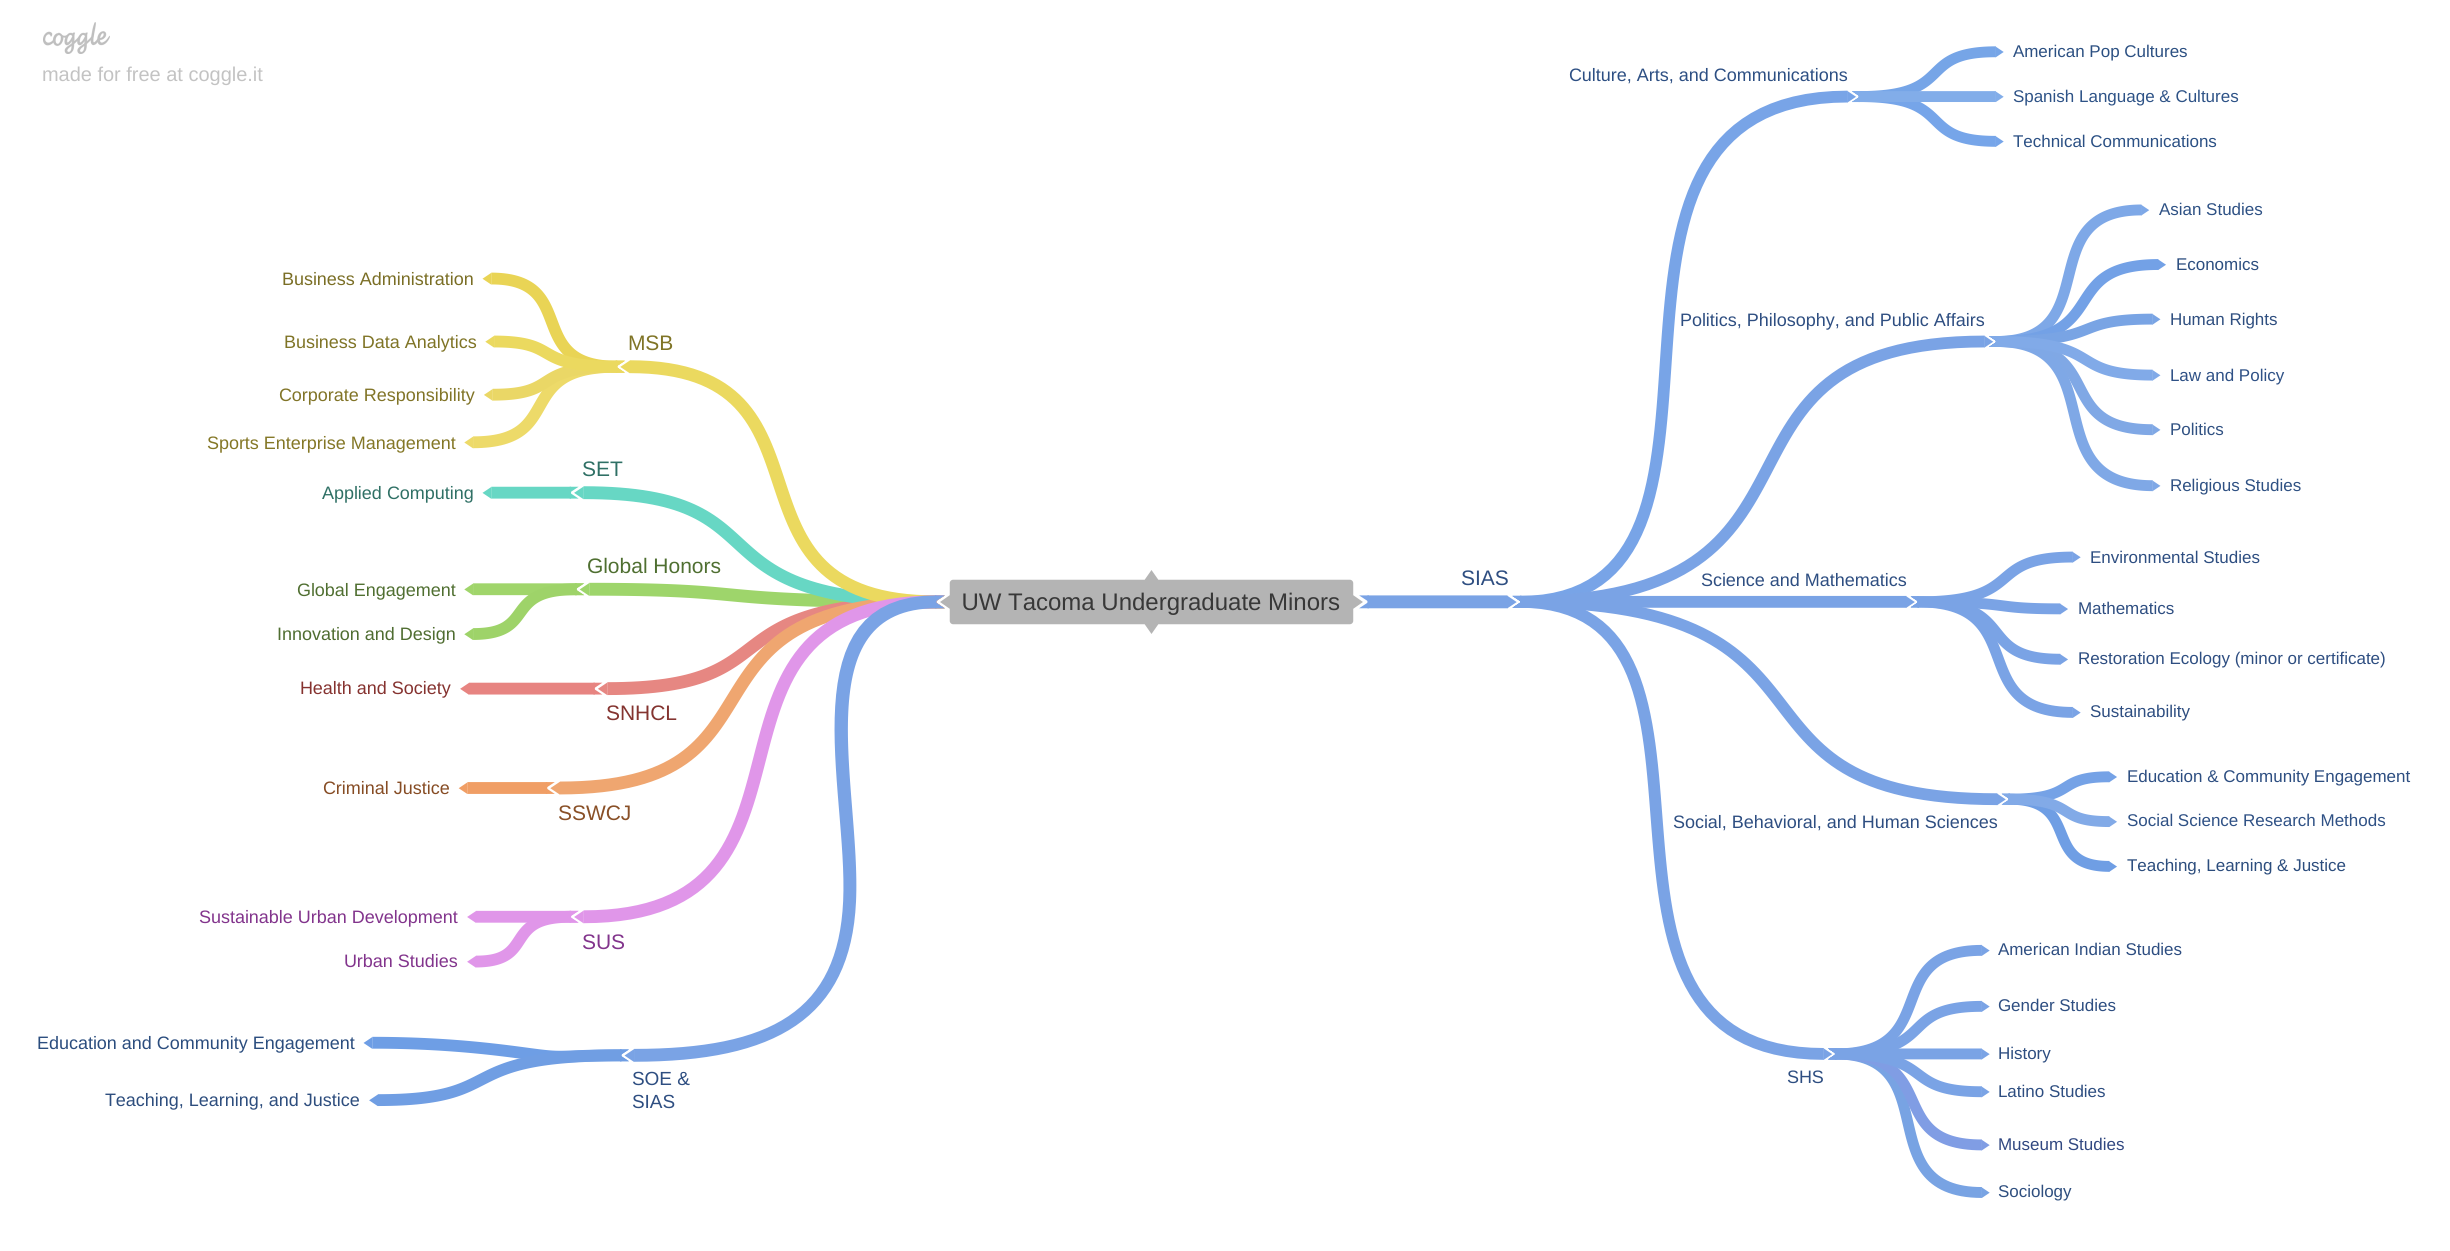 coggle
made for free at coggle.it
UW Tacoma Undergraduate Minors
MSB
Business Administration
Business Data Analytics
Corporate Responsibility
Sports Enterprise Management
SET
Applied Computing
Global Honors
Global Engagement
Innovation and Design
SNHCL
Health and Society
SSWCJ
Criminal Justice
SUS
Sustainable Urban Development
Urban Studies
SOE &
SIAS
Education and Community Engagement
Teaching, Learning, and Justice
SIAS
Culture, Arts, and Communications
American Pop Cultures
Spanish Language & Cultures
Technical Communications
Politics, Philosophy, and Public Affairs
Asian Studies
Economics
Human Rights
Law and Policy
Politics
Religious Studies
Science and Mathematics
Environmental Studies
Mathematics
Restoration Ecology (minor or certificate)
Sustainability
Social, Behavioral, and Human Sciences
Education & Community Engagement
Social Science Research Methods
Teaching, Learning & Justice
SHS
American Indian Studies
Gender Studies
History
Latino Studies
Museum Studies
Sociology